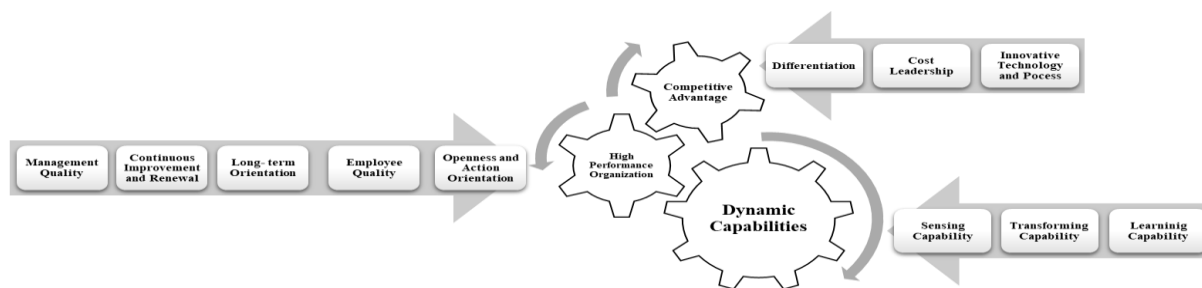 Management
Quality
Continuous
Improvement
and Renewal
Long- term
Orientation
Employee
Quality
Openness and
Action
Orientation
High
Performance
Organization
Competitive
Advantage
Dynamic
Capabilities
Differentiation
Cost
Leadership
Innovative
Technology
and Pocess
Sensing
Capability
Transforming
Capability
Learninig
Capability